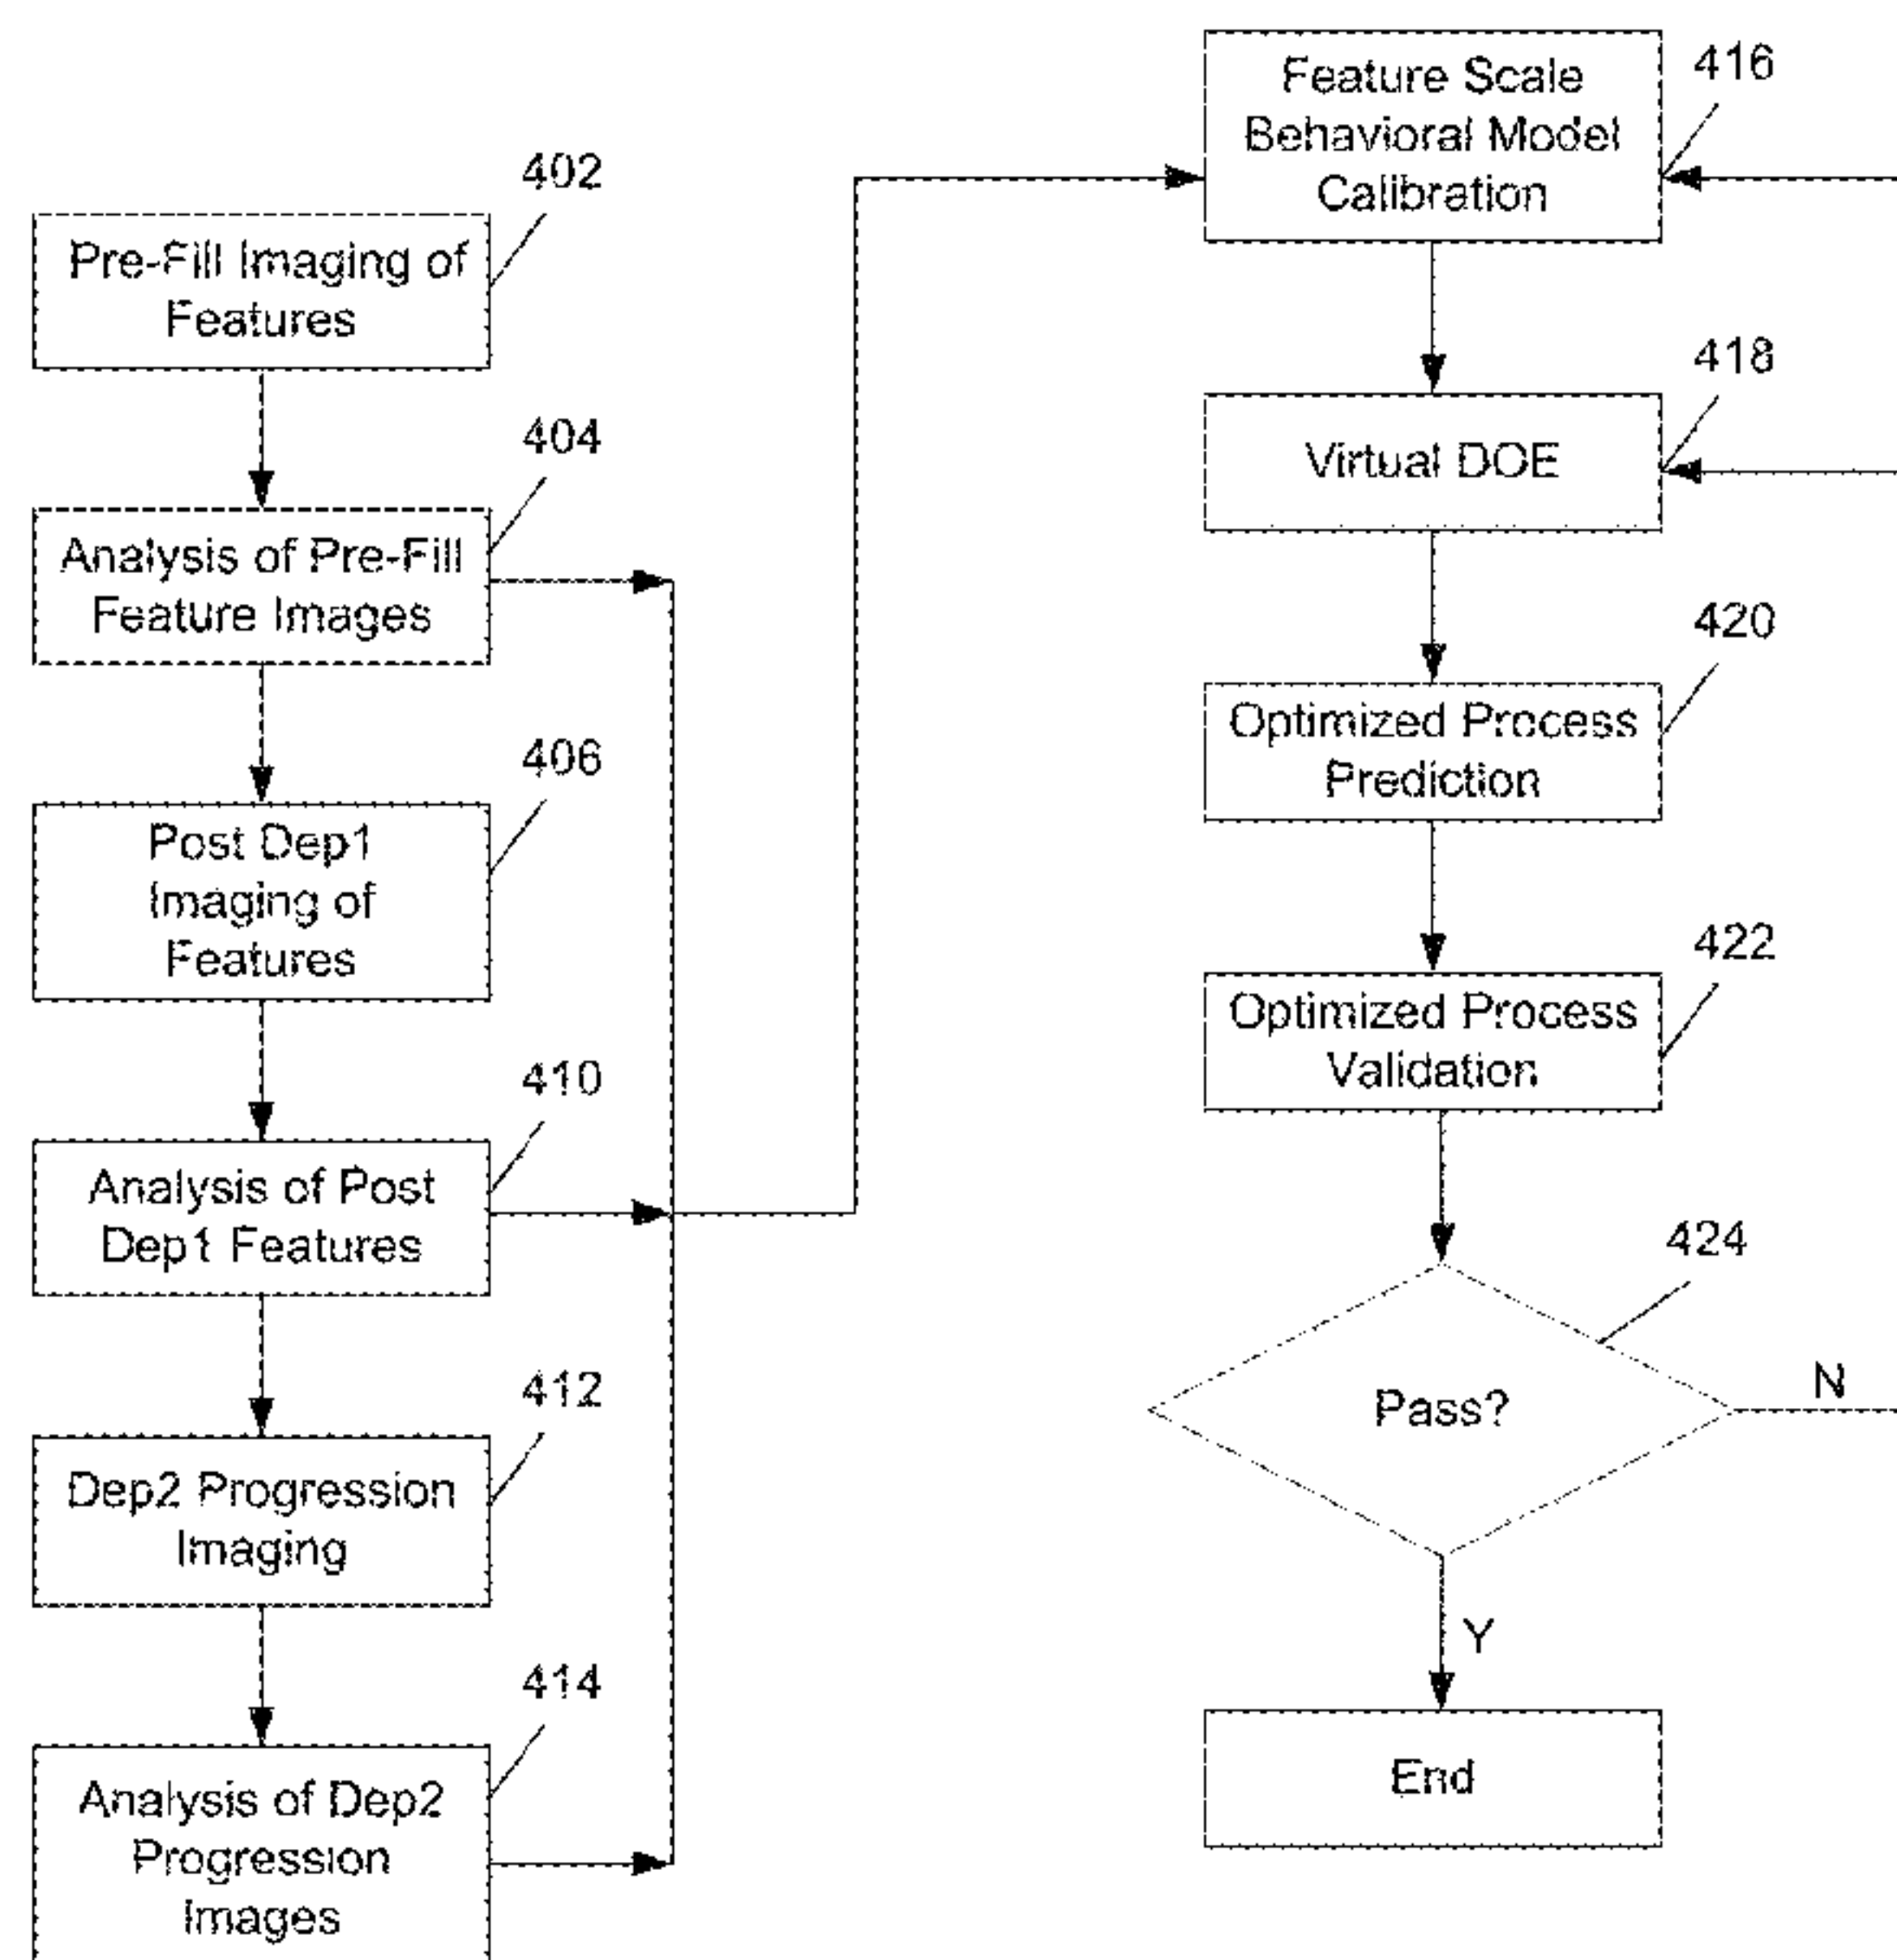 402
Pre-Fill Imaging of
Features
404
Analysis of Pre-Fill
Feature Images
406
Post Dep1
Imaging of
Features
410
Analysis of Post
Dep1 Features
412
Dep2 Progression
Imaging
414
Analysis of Dep2
Progression
Images
416
Feature Scale
Behavioral Model
Calibration
418
Virtual DOE
420
Optimized Process
Prediction
422
Optimized Process
Validation
424
Pass?
N
Y
End